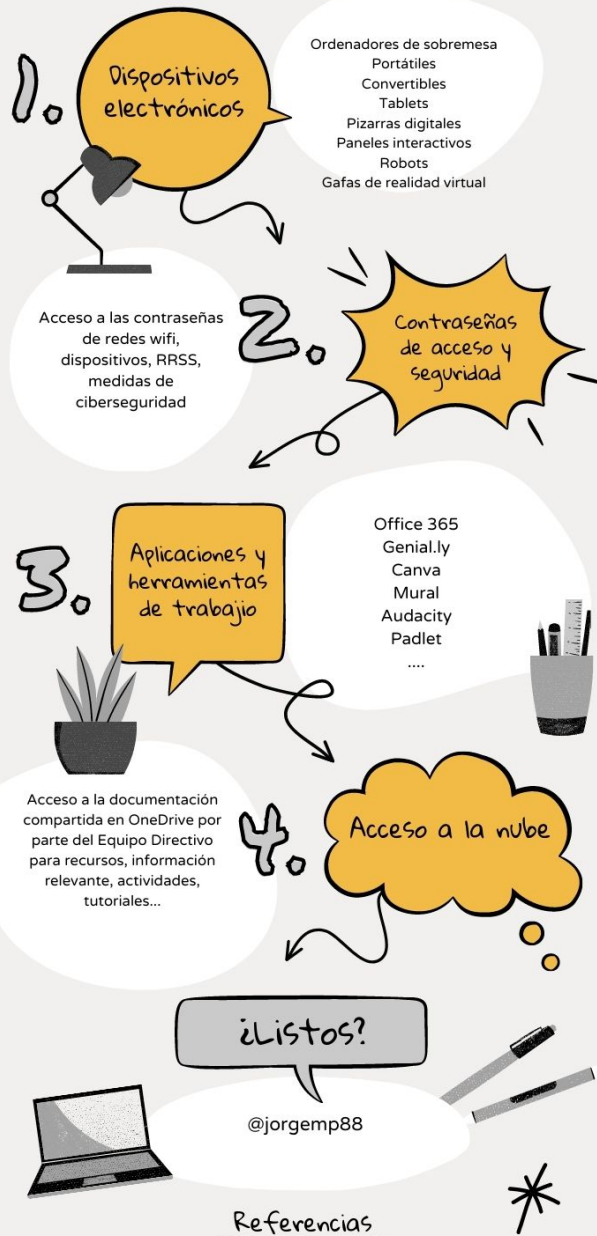 1.
Dispositivos
electrónicos
Ordenadores de sobremesa
Portátiles
Convertibles
Tablets
Pizarras digitales
Paneles interactivos
Robots
Gafas de realidad virtual
2.
Contraseñas
de acceso y
seguridad
Acceso a las contraseñas
de redes wifi,
dispositivos, RRSS,
medidas de
ciberseguridad
3.
Aplicaciones y
herramientas
de trabajio
Office 365
Genial.ly
Canva
Mural
Audacity
Padlet
....
4.
Acceso a la nube
Acceso a la documentación
compartida en OneDrive por
parte del Equipo Directivo
para recursos, información
relevante, actividades,
tutoriales...
¿Listos?
@jorgemp88
Referencias